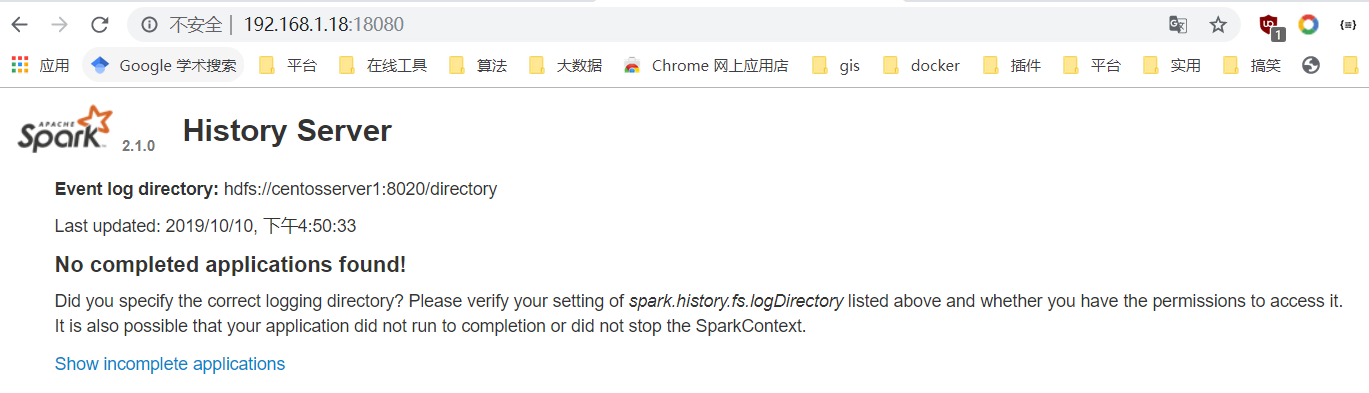 不安全 | 192.168.1.18:18080
1
应用 Google 学术搜索 平台 在线工具 算法 大数据 Chrome 网上应用店 gis docker 插件 平台 实用 搞笑
APACHE Spark 2.1.0 History Server
Event log directory: hdfs://centosserver1:8020/directory
Last updated: 2019/10/10, 下午4:50:33
No completed applications found!
Did you specify the correct logging directory? Please verify your setting of spark.history.fs.logDirectory listed above and whether you have the permissions to access it.
It is also possible that your application did not run to completion or did not stop the SparkContext.
Show incomplete applications